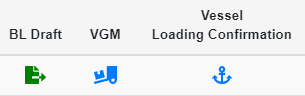 BL Draft
VGM
Vessel
Loading Confirmation